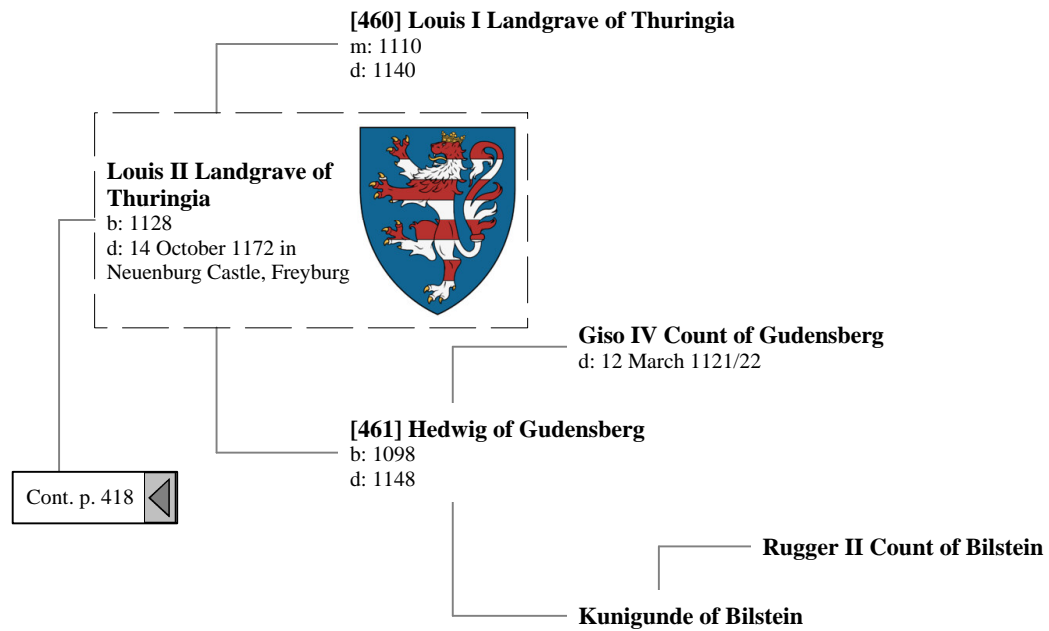 [460] Louis I Landgrave of Thuringia
m: 1110
d: 1140
Louis II Landgrave of
Thuringia
b: 1128
d: 14 October 1172 in
Neuenburg Castle, Freyburg
Giso IV Count of Gudensberg
d: 12 March 1121/22
[461] Hedwig of Gudensberg
b: 1098
d: 1148
Cont. p. 418
Rugger II Count of Bilstein
Kunigunde of Bilstein